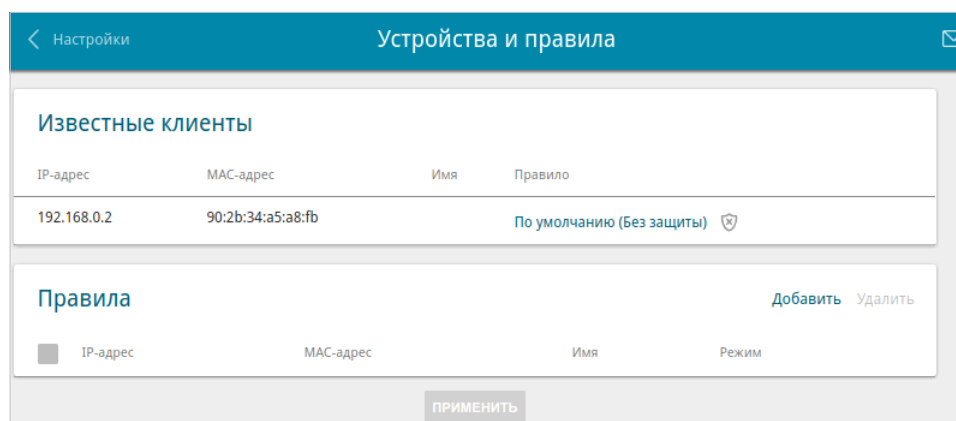 Настройки Устройства и правила
Известные клиенты
IP-адрес MAC-адрес Имя Правило
192.168.0.2 90:2b:34:a5:a8:fb По умолчанию (Без защиты)
Правила Добавить Удалить
IP-адрес MAC-адрес Имя Режим
ПРИМЕНИТЬ